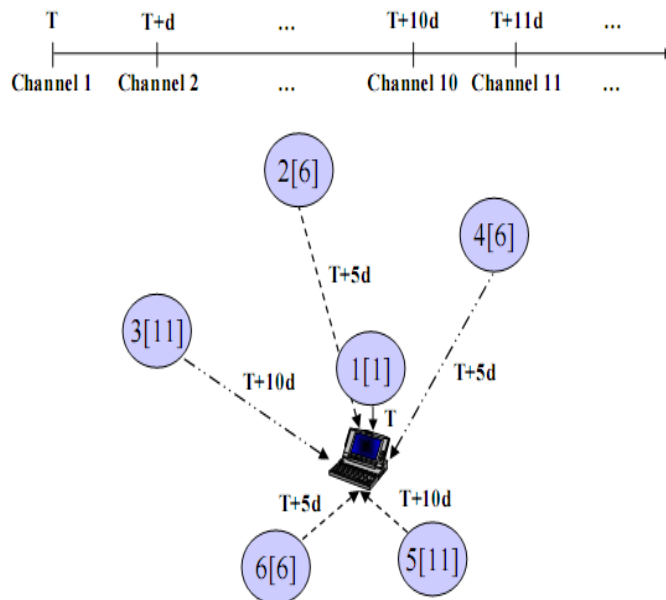 T T+d ... T+10d T+11d ...
Channel 1 Channel 2 ... Channel 10 Channel 11 ...
2[6]
4[6]
T+5d
3[11]
1[1]
T+10d
T+5d
T
T+5d
T+10d
6[6]
5[11]